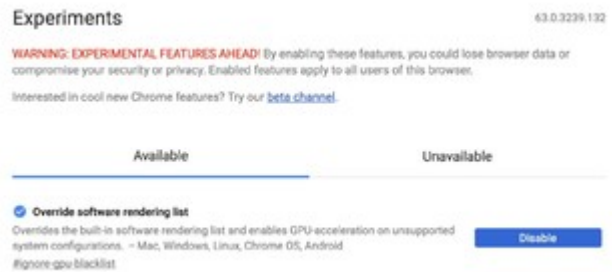 Experiments
63.0.3239.132
WARNING: EXPERIMENTAL FEATURES AHEAD! By enabling these features, you could lose browser data or
compromise your security or privacy. Enabled features apply to all users of this browser.
Interested in cool new Chrome features? Try our beta channel.
Available
Unavailable
Override software rendering list
Overrides the built-in software rendering list and enables GPU-acceleration on unsupported
system configurations. – Mac, Windows, Linux, Chrome OS, Android
Disable
#ignore-gpu-blacklist